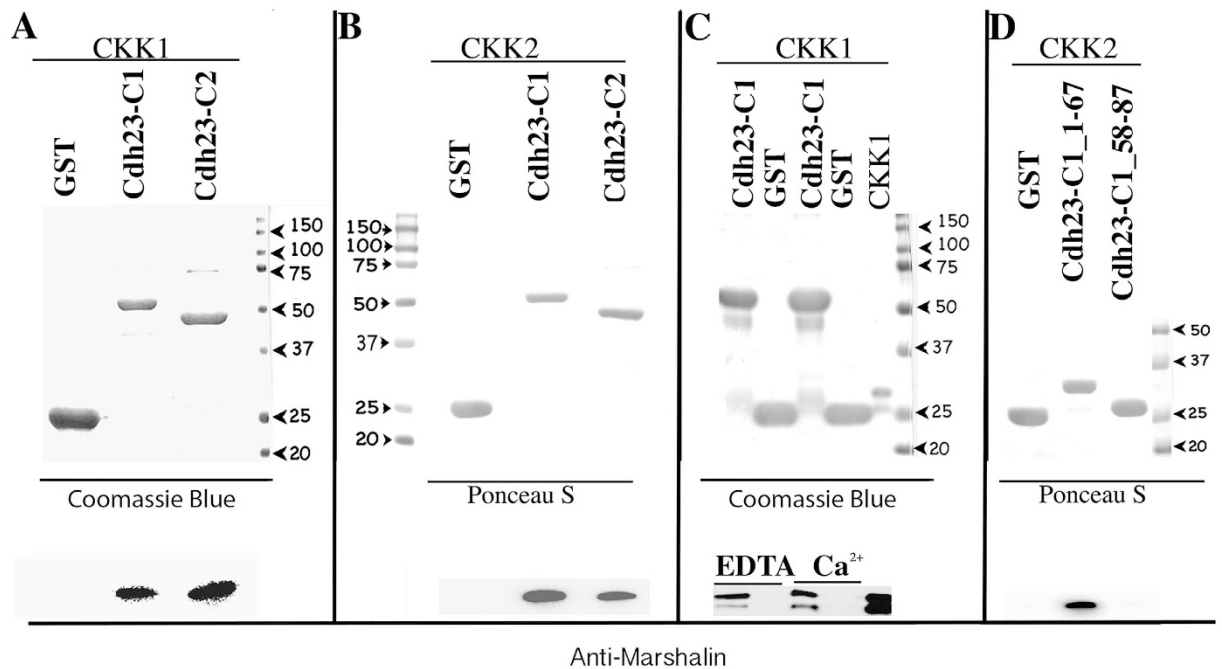 A
CKK1
GST
Cdh23-C1
Cdh23-C2
150
100
75
50
37
25
20
Coomassie Blue
B
CKK2
GST
Cdh23-C1
Cdh23-C2
150
100
75
50
37
25
20
Ponceau S
C
CKK1
Cdh23-C1
GST
Cdh23-C1
GST
CKK1
150
100
75
50
37
25
20
Coomassie Blue
EDTA Ca²⁺
D
CKK2
GST
Cdh23-C1_1-67
Cdh23-C1_58-87
50
37
25
20
Ponceau S
Anti-Marshalin